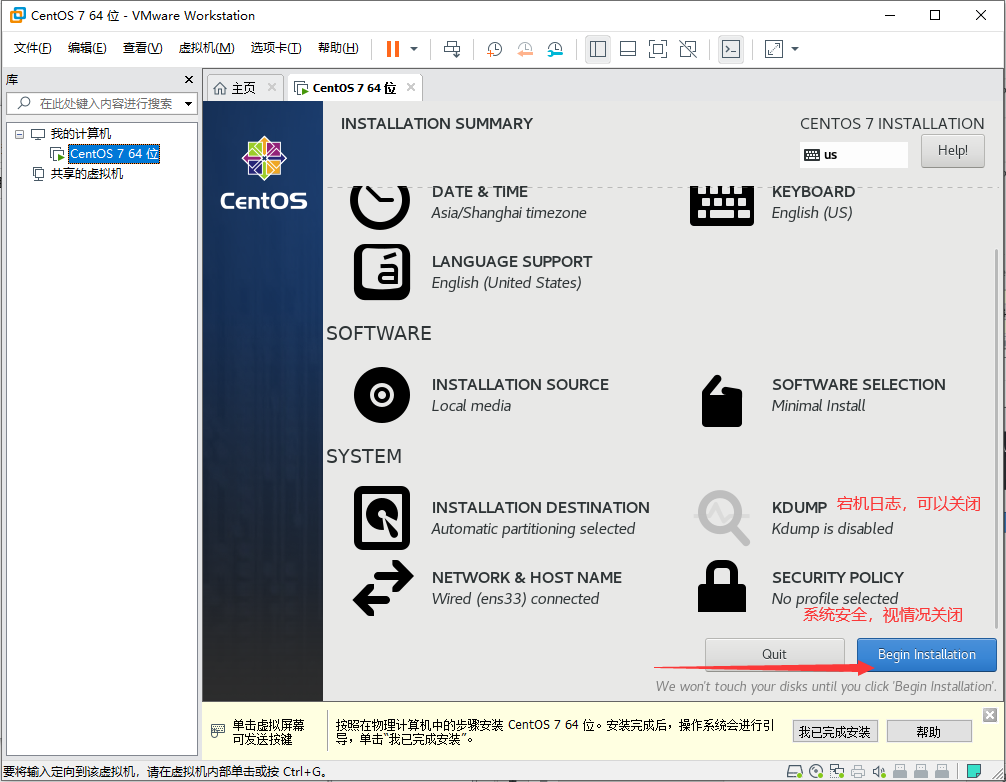 CentOS 7 64 位 - VMware Workstation
文件(F) 编辑(E) 查看(V) 虚拟机(M) 选项卡(T) 帮助(H)
库
在此处键入内容进行搜索
我的计算机
CentOS 7 64 位
共享的虚拟机
主页
CentOS 7 64 位
CentOS
INSTALLATION SUMMARY
CENTOS 7 INSTALLATION
us
Help!
DATE & TIME
Asia/Shanghai timezone
KEYBOARD
English (US)
LANGUAGE SUPPORT
English (United States)
SOFTWARE
INSTALLATION SOURCE
Local media
SOFTWARE SELECTION
Minimal Install
SYSTEM
INSTALLATION DESTINATION
Automatic partitioning selected
KDUMP 宕机日志，可以关闭
Kdump is disabled
NETWORK & HOST NAME
Wired (ens33) connected
SECURITY POLICY
No profile selected
系统安全，视情况关闭
Quit
Begin Installation
We won't touch your disks until you click 'Begin Installation'.
单击虚拟屏幕
可发送按键
按照在物理计算机中的步骤安装 CentOS 7 64 位。安装完成后，操作系统会进行引
导，单击“我已完成安装”。
我已完成安装
帮助
要将输入定向到该虚拟机，请在虚拟机内部单击或按 Ctrl+G。